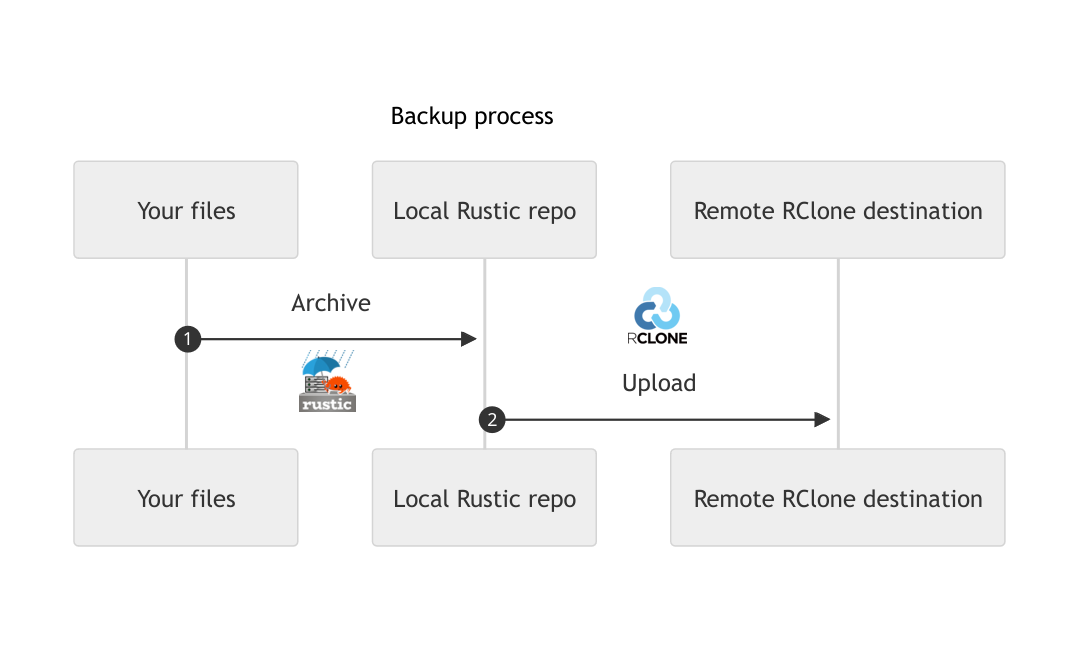 Backup process
Your files
Local Rustic repo
Remote RClone destination
Archive
1
RCLONE
rustic
Upload
2
Your files
Local Rustic repo
Remote RClone destination